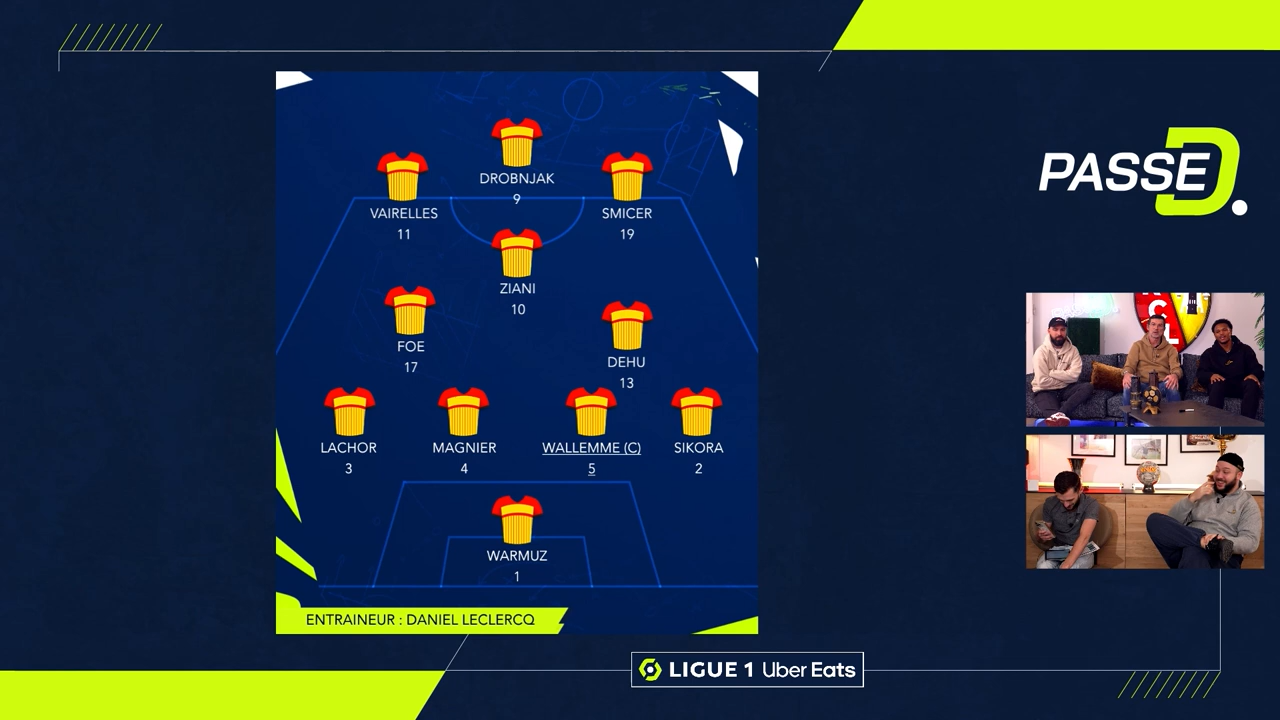 DROBNJAK
9
VAIRELLES
11
SMICER
19
ZIANI
10
FOE
17
DEHU
13
LACHOR
3
MAGNIER
4
WALLEMME (C)
5
SIKORA
2
WARMUZ
1
ENTRAINEUR : DANIEL LECLERCQ
PASSE D.
R
C
L
LIGUE 1 Uber Eats